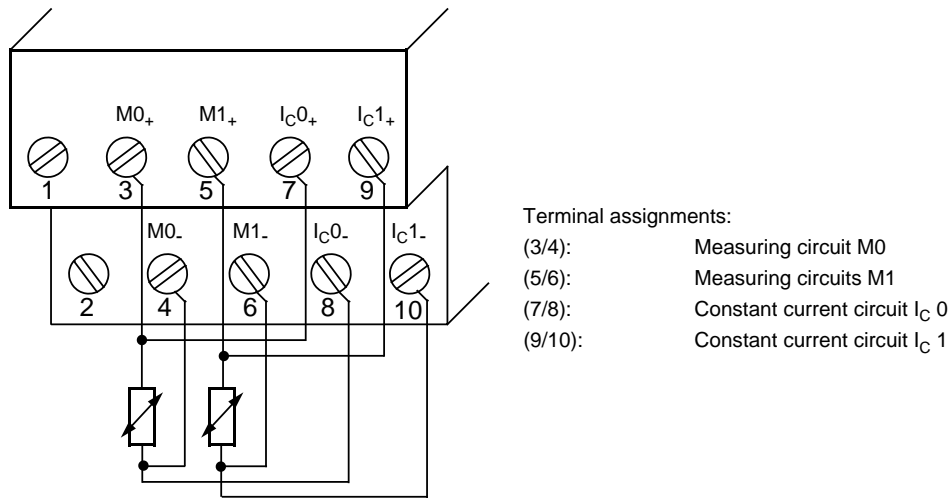 M0+ M1+ IC0+ IC1+
1 3 5 7 9
M0- M1- IC0- IC1-
2 4 6 8 10
Terminal assignments:
(3/4): Measuring circuit M0
(5/6): Measuring circuits M1
(7/8): Constant current circuit IC 0
(9/10): Constant current circuit IC 1